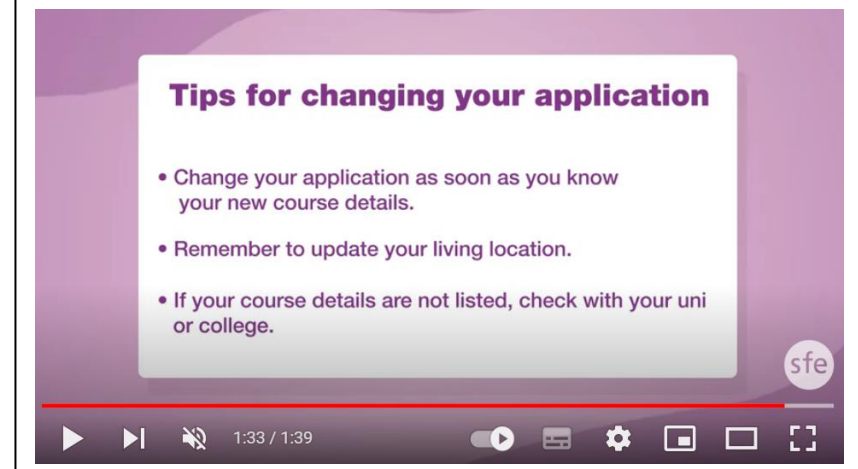 Tips for changing your application
• Change your application as soon as you know
your new course details.
• Remember to update your living location.
• If your course details are not listed, check with your uni
or college.
sfe
1:33 / 1:39